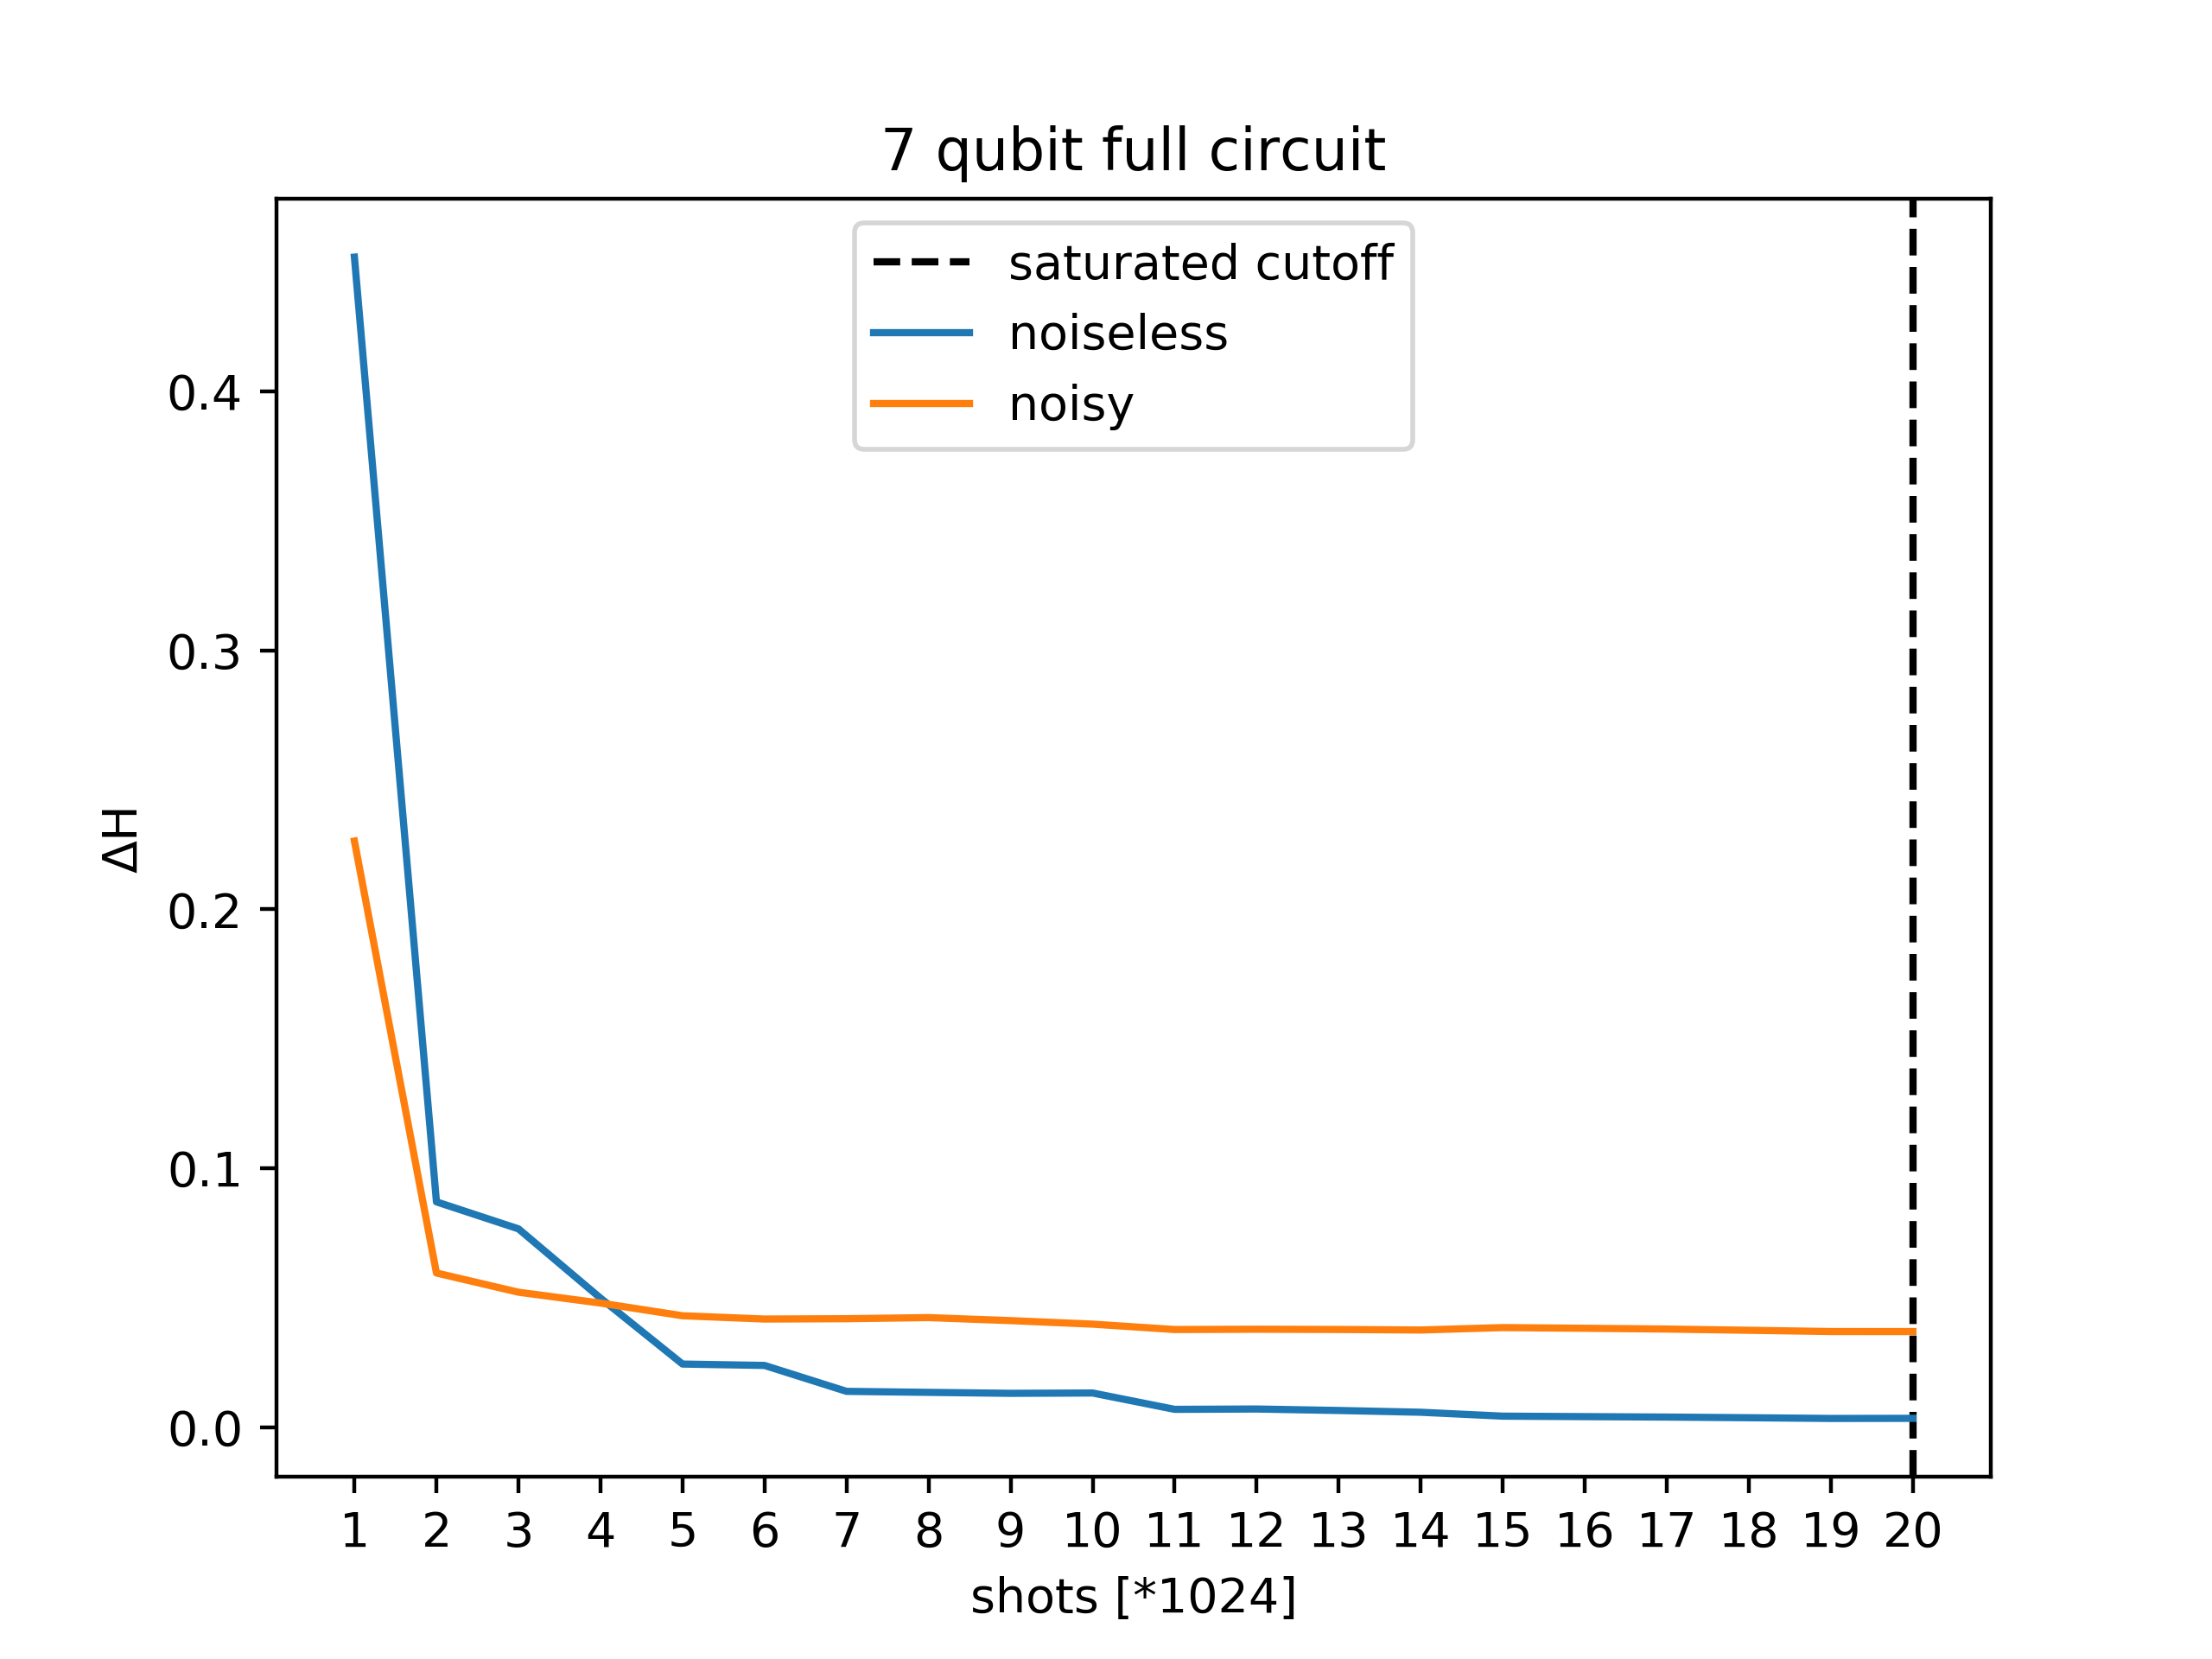 7 qubit full circuit
saturated cutoff
noiseless
noisy
0.4
0.3
0.2
0.1
0.0
ΔH
1 2 3 4 5 6 7 8 9 10 11 12 13 14 15 16 17 18 19 20
shots [*1024]